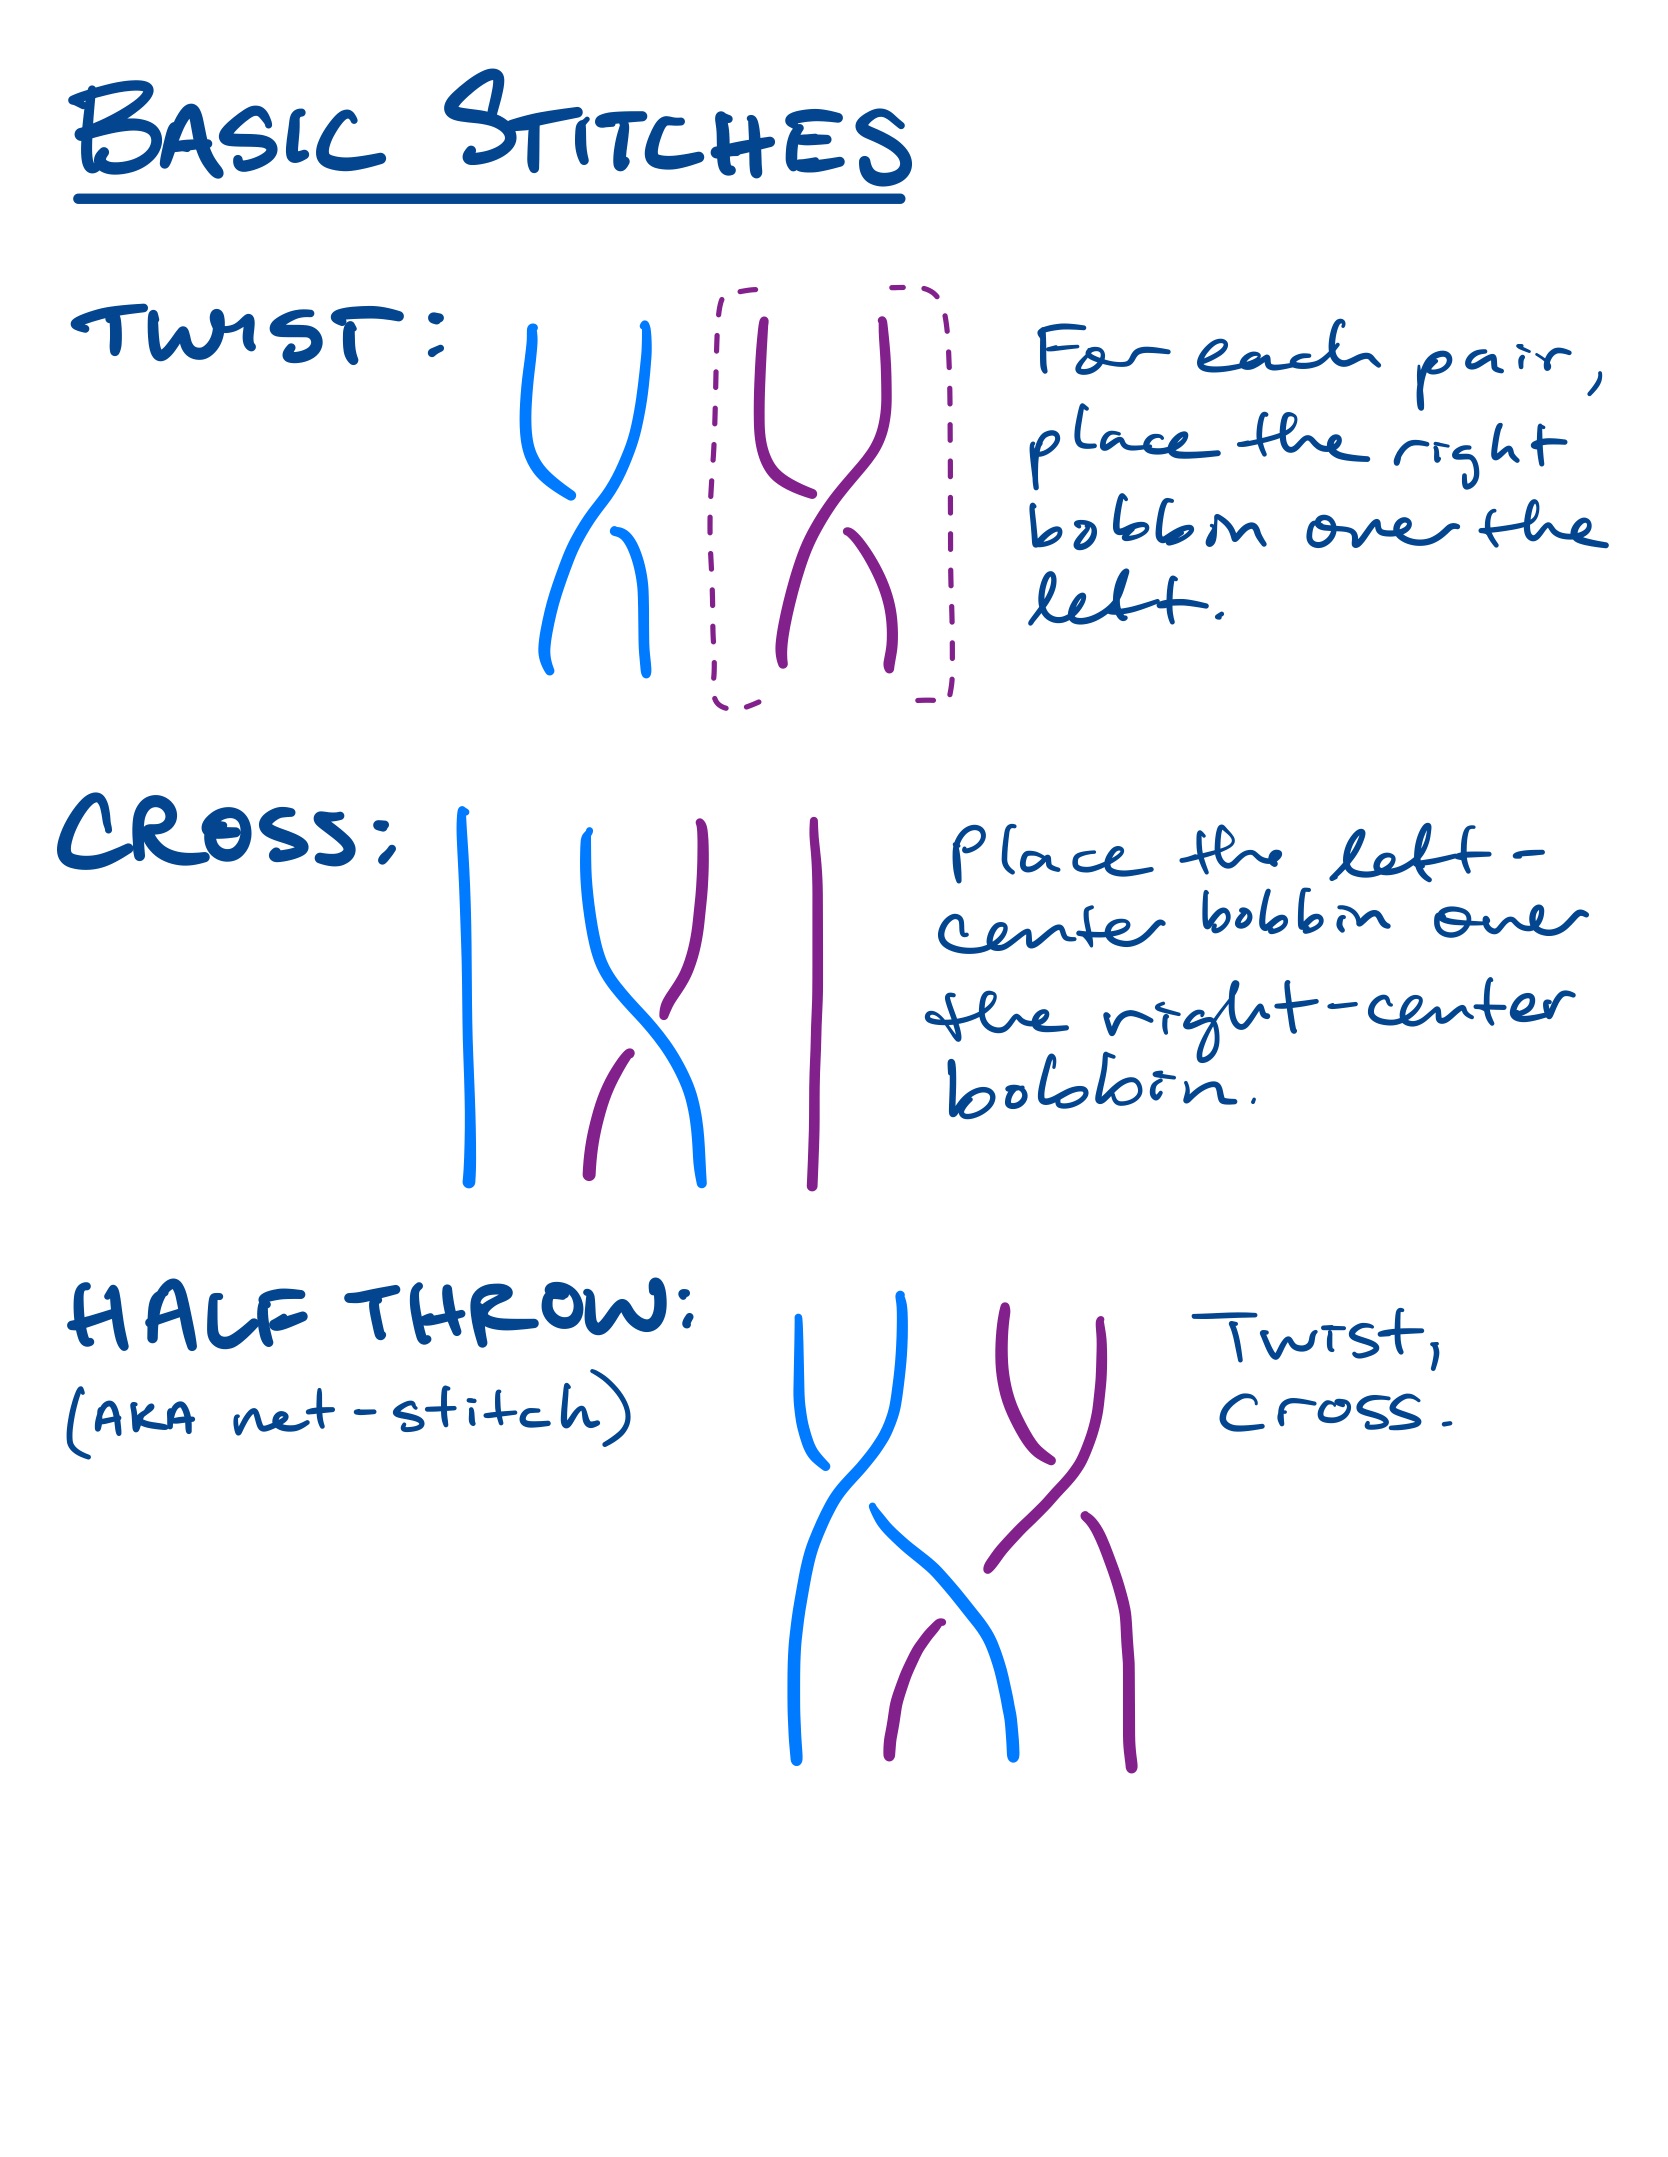 BASIC STITCHES
TWIST:
For each pair,
place the right
bobbin over the
left.
CROSS:
Place the left-
center bobbin over
the right-center
bobbin.
HALF THROW:
(AKA net-stitch)
Twist,
cross.